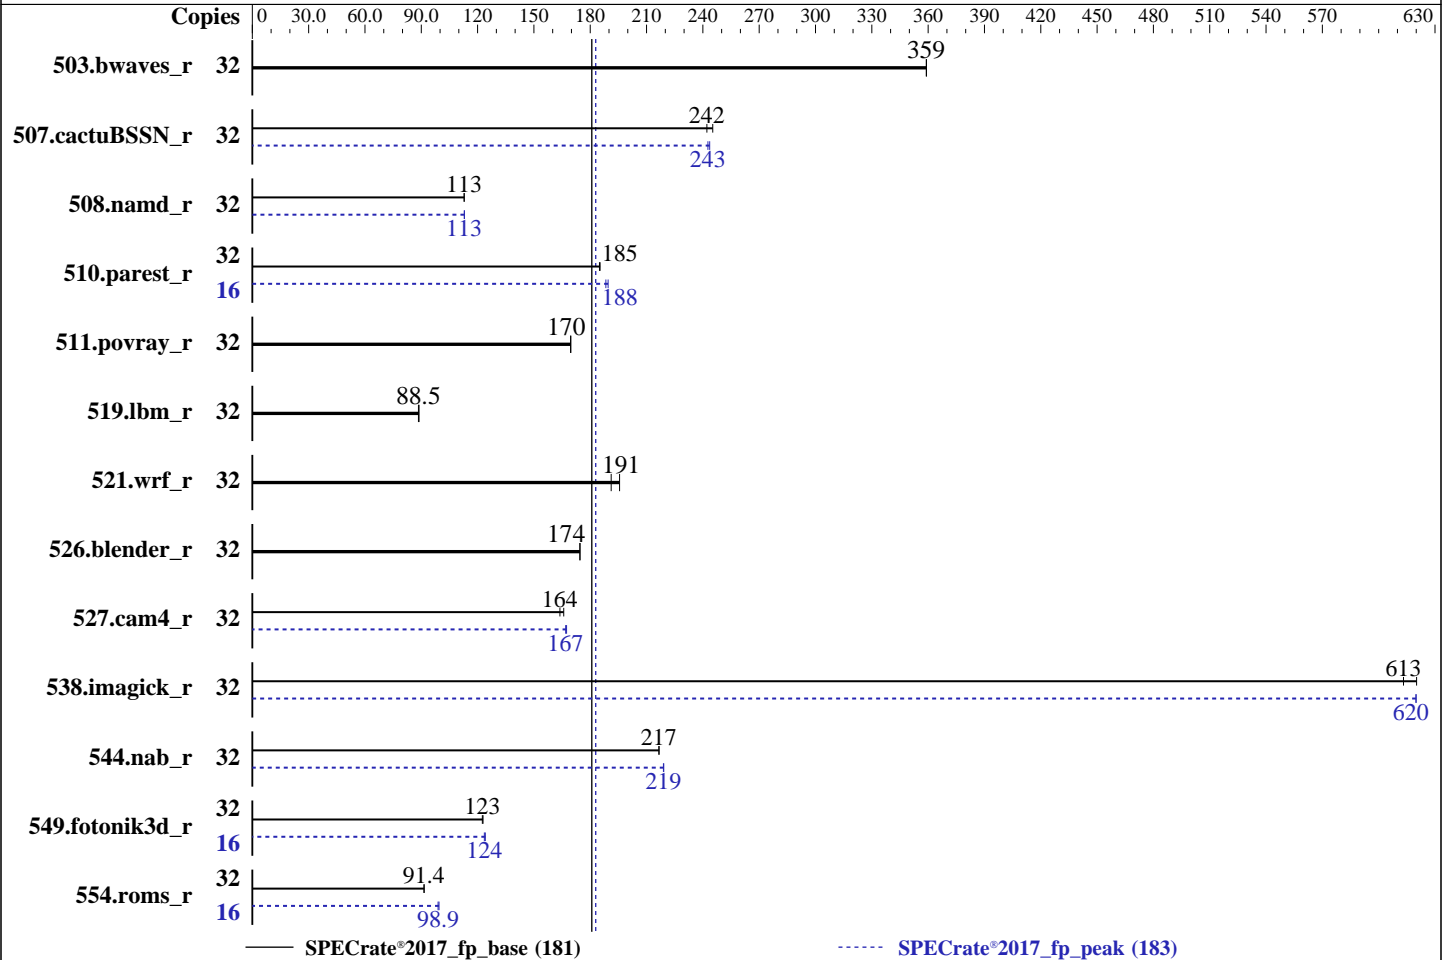 Copies 0 30.0 60.0 90.0 120 150 180 210 240 270 300 330 360 390 420 450 480 510 540 570 630
503.bwaves_r 32 359
507.cactuBSSN_r 32 242
243
508.namd_r 32 113
113
510.parest_r 32 185
16 188
511.povray_r 32 170
519.lbm_r 32 88.5
521.wrf_r 32 191
526.blender_r 32 174
527.cam4_r 32 164
167
538.imagick_r 32 613
620
544.nab_r 32 217
219
549.fotonik3d_r 32 123
16 124
554.roms_r 32 91.4
16 98.9
SPECrate®2017_fp_base (181) SPECrate®2017_fp_peak (183)